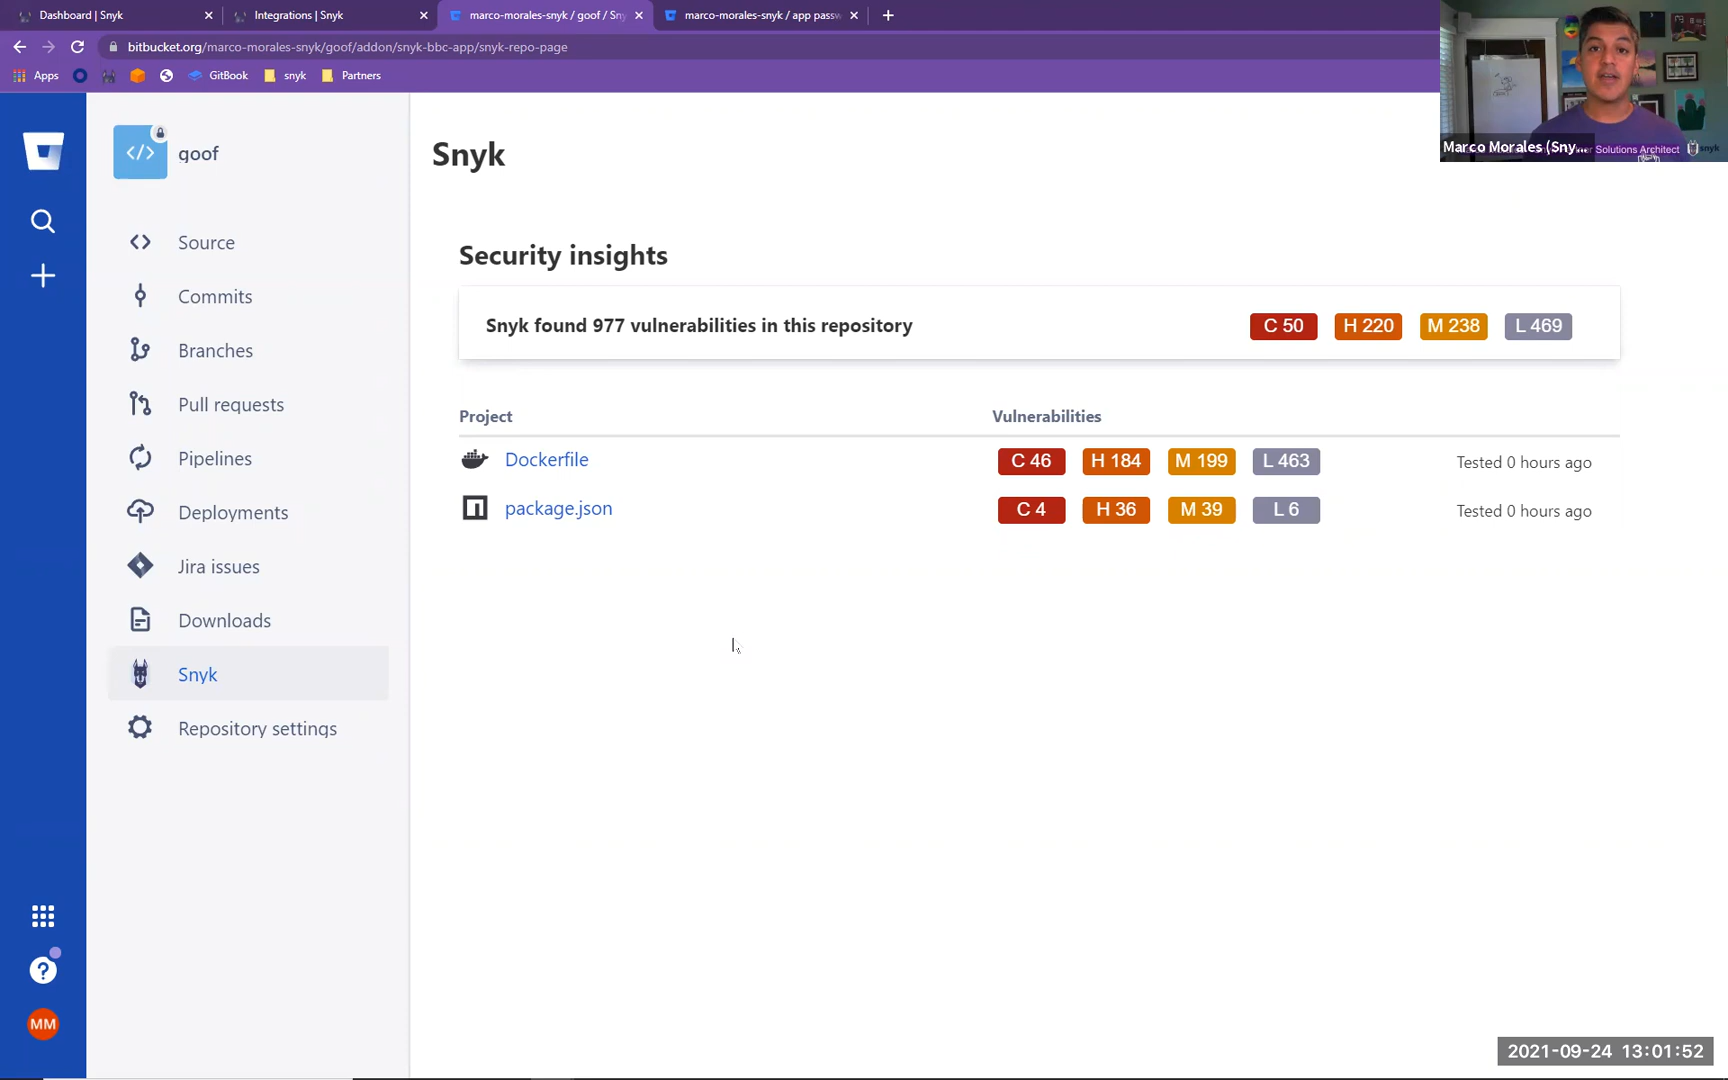 Dashboard | Snyk
Integrations | Snyk
marco-morales-snyk / goof / Sny
marco-morales-snyk / app passw
bitbucket.org/marco-morales-snyk/goof/addon/snyk-bbc-app/snyk-repo-page
Apps
GitBook
snyk
Partners
Marco Morales (Sny...
Solutions Architect
snyk
goof
Source
Commits
Branches
Pull requests
Pipelines
Deployments
Jira issues
Downloads
Snyk
Repository settings
MM
Snyk
Security insights
Snyk found 977 vulnerabilities in this repository
C 50 H 220 M 238 L 469
Project Vulnerabilities
Dockerfile C 46 H 184 M 199 L 463 Tested 0 hours ago
package.json C 4 H 36 M 39 L 6 Tested 0 hours ago
2021-09-24 13:01:52